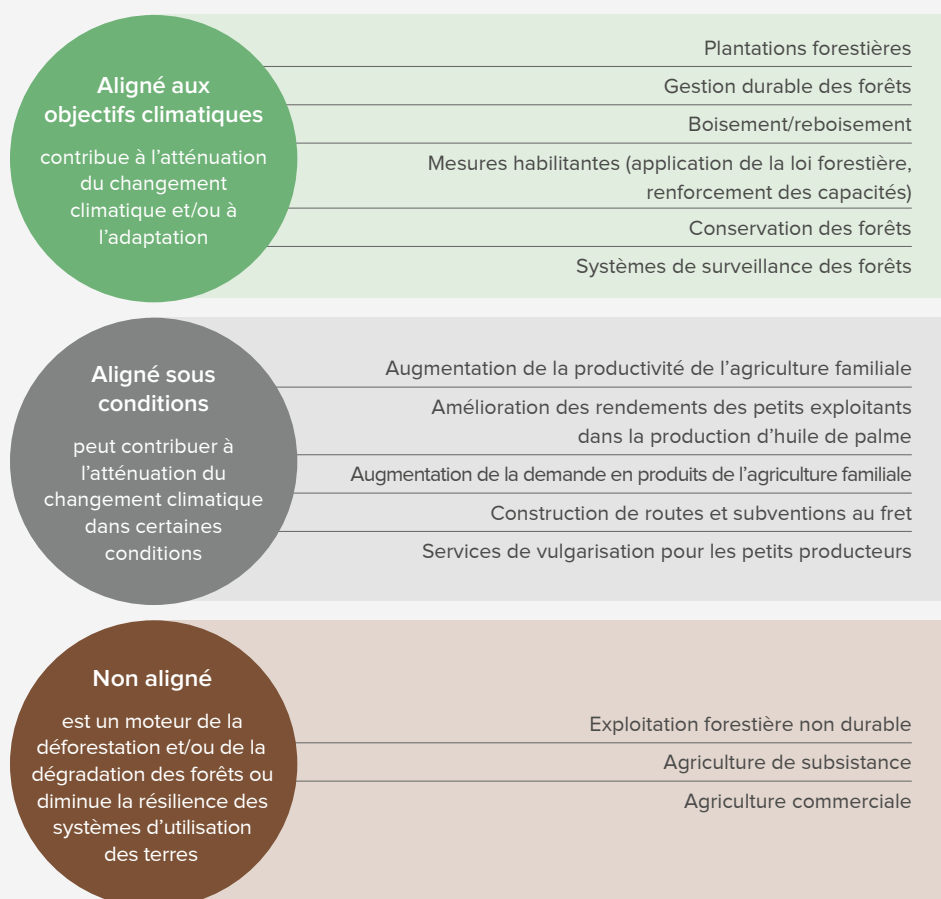 Aligné aux
objectifs climatiques
contribue à l’atténuation
du changement
climatique et/ou à
l’adaptation
Plantations forestières
Gestion durable des forêts
Boisement/reboisement
Mesures habilitantes (application de la loi forestière,
renforcement des capacités)
Conservation des forêts
Systèmes de surveillance des forêts
Aligné sous
conditions
peut contribuer à
l’atténuation du
changement climatique
dans certaines
conditions
Augmentation de la productivité de l’agriculture familiale
Amélioration des rendements des petits exploitants
dans la production d’huile de palme
Augmentation de la demande en produits de l’agriculture familiale
Construction de routes et subventions au fret
Services de vulgarisation pour les petits producteurs
Non aligné
est un moteur de la
déforestation et/ou de la
dégradation des forêts ou
diminue la résilience des
systèmes d’utilisation
des terres
Exploitation forestière non durable
Agriculture de subsistance
Agriculture commerciale